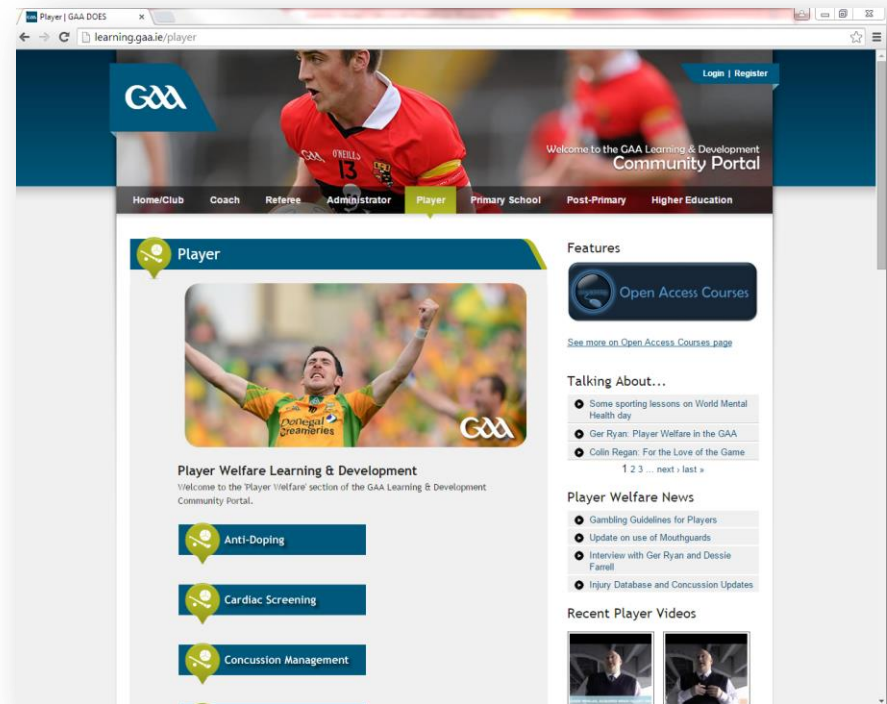 Player | GAA DOES
learning.gaa.ie/player
GAA
Login | Register
GAA O'NEILLS
13
Welcome to the GAA Learning & Development
Community Portal
Home/Club Coach Referee Administrator Player Primary School Post-Primary Higher Education
Player
Donegal
Creameries
GAA
Player Welfare Learning & Development
Welcome to the 'Player Welfare' section of the GAA Learning & Development
Community Portal.
Anti-Doping
Cardiac Screening
Concussion Management
Features
Open Access Courses
See more on Open Access Courses page
Talking About...
Some sporting lessons on World Mental
Health day
Ger Ryan: Player Welfare in the GAA
Colin Regan: For the Love of the Game
1 2 3 ... next › last »
Player Welfare News
Gambling Guidelines for Players
Update on use of Mouthguards
Interview with Ger Ryan and Dessie
Farrell
Injury Database and Concussion Updates
Recent Player Videos